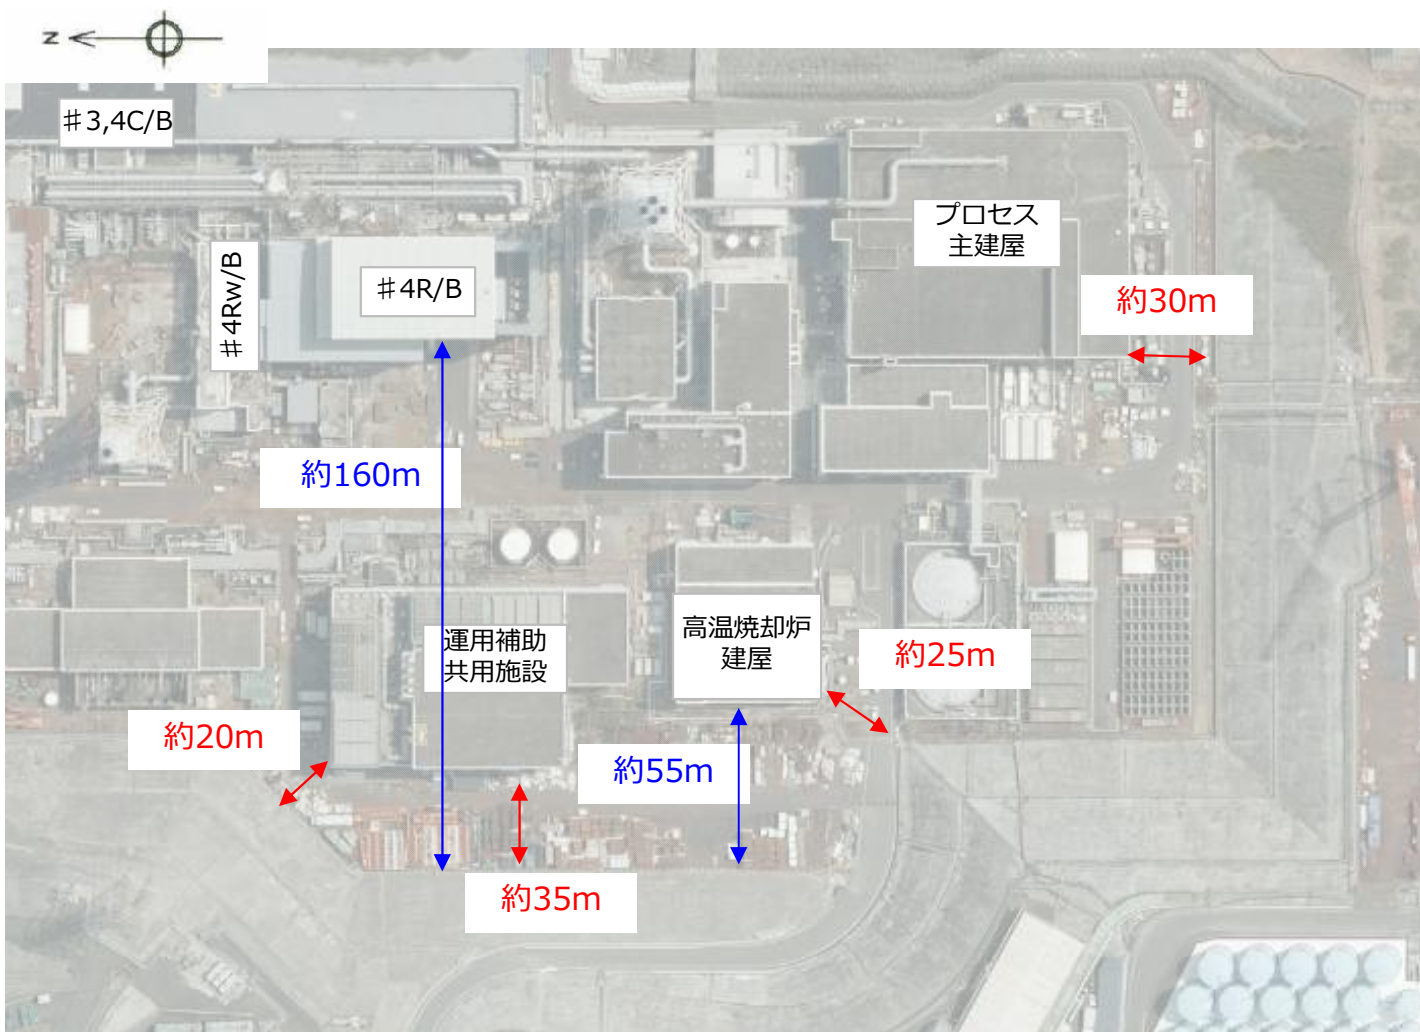 N
♯3,4C/B
♯4Rw/B
♯4R/B
プロセス
主建屋
約30m
約160m
運用補助
共用施設
高温焼却炉
建屋
約25m
約20m
約55m
約35m